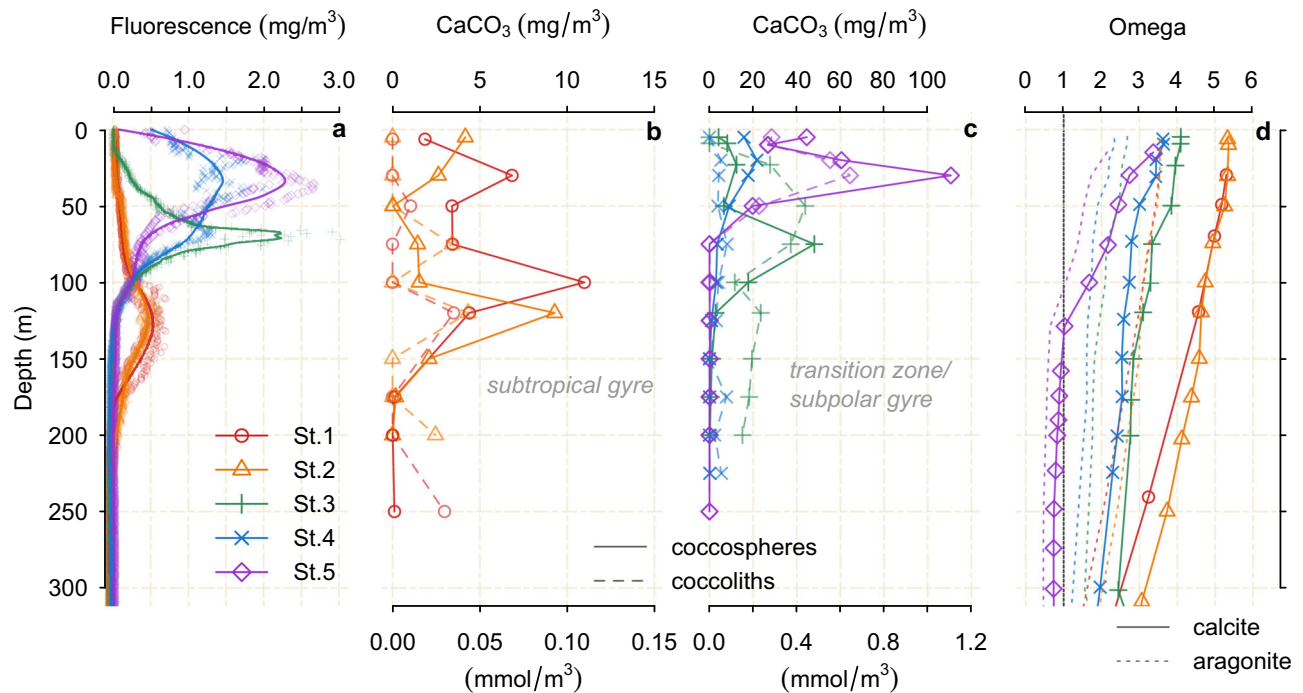 Fluorescence (mg/m³) CaCO₃ (mg/m³) CaCO₃ (mg/m³) Omega
0.0 1.0 2.0 3.0 0 5 10 15 0 20 40 60 80 100 0 1 2 3 4 5 6
a b c d
Depth (m)
0
50
100
150
200
250
300
subtropical gyre
transition zone/
subpolar gyre
St.1
St.2
St.3
St.4
St.5
coccospheres
coccoliths
0.00 0.05 0.10 0.15 0.0 0.4 0.8 1.2
(mmol/m³) (mmol/m³)
calcite
aragonite